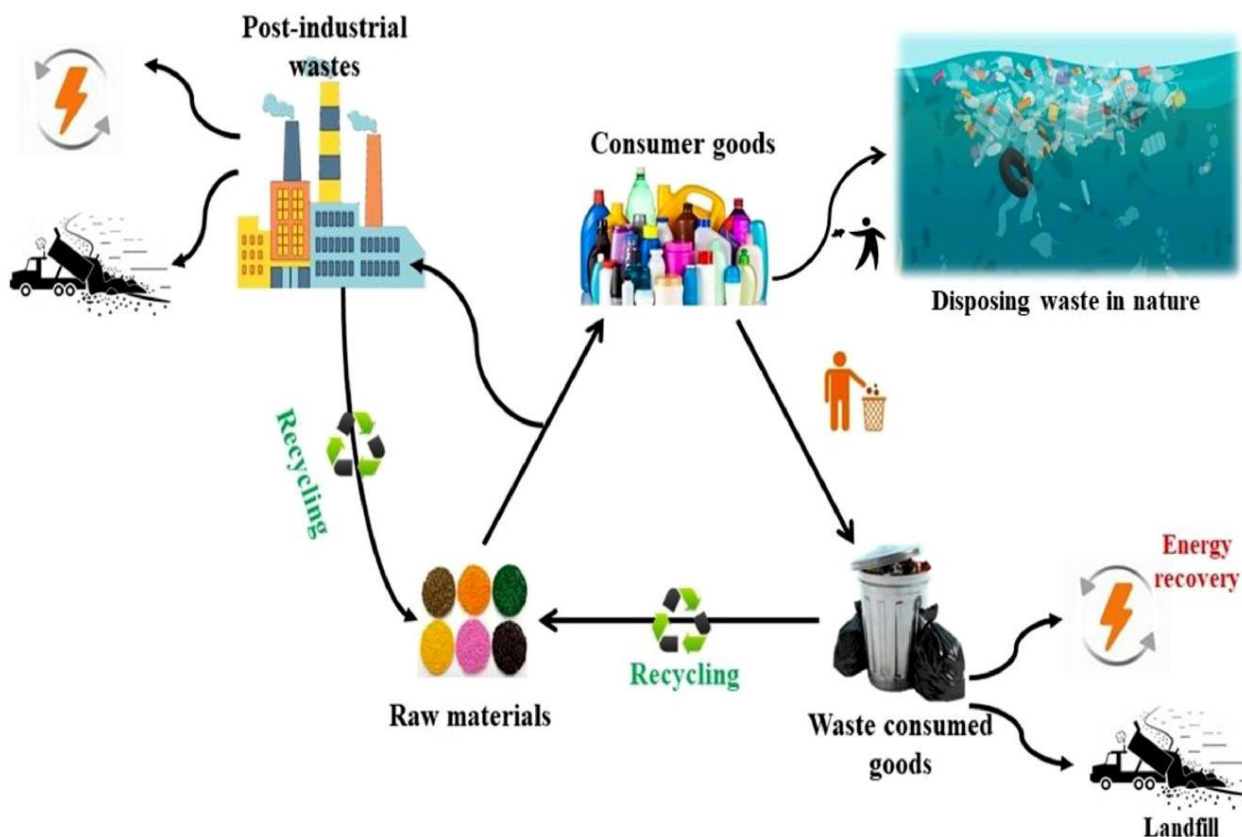 Post-industrial
wastes
Consumer goods
Disposing waste in nature
Recycling
Energy
recovery
Recycling
Raw materials
Waste consumed
goods
Landfill